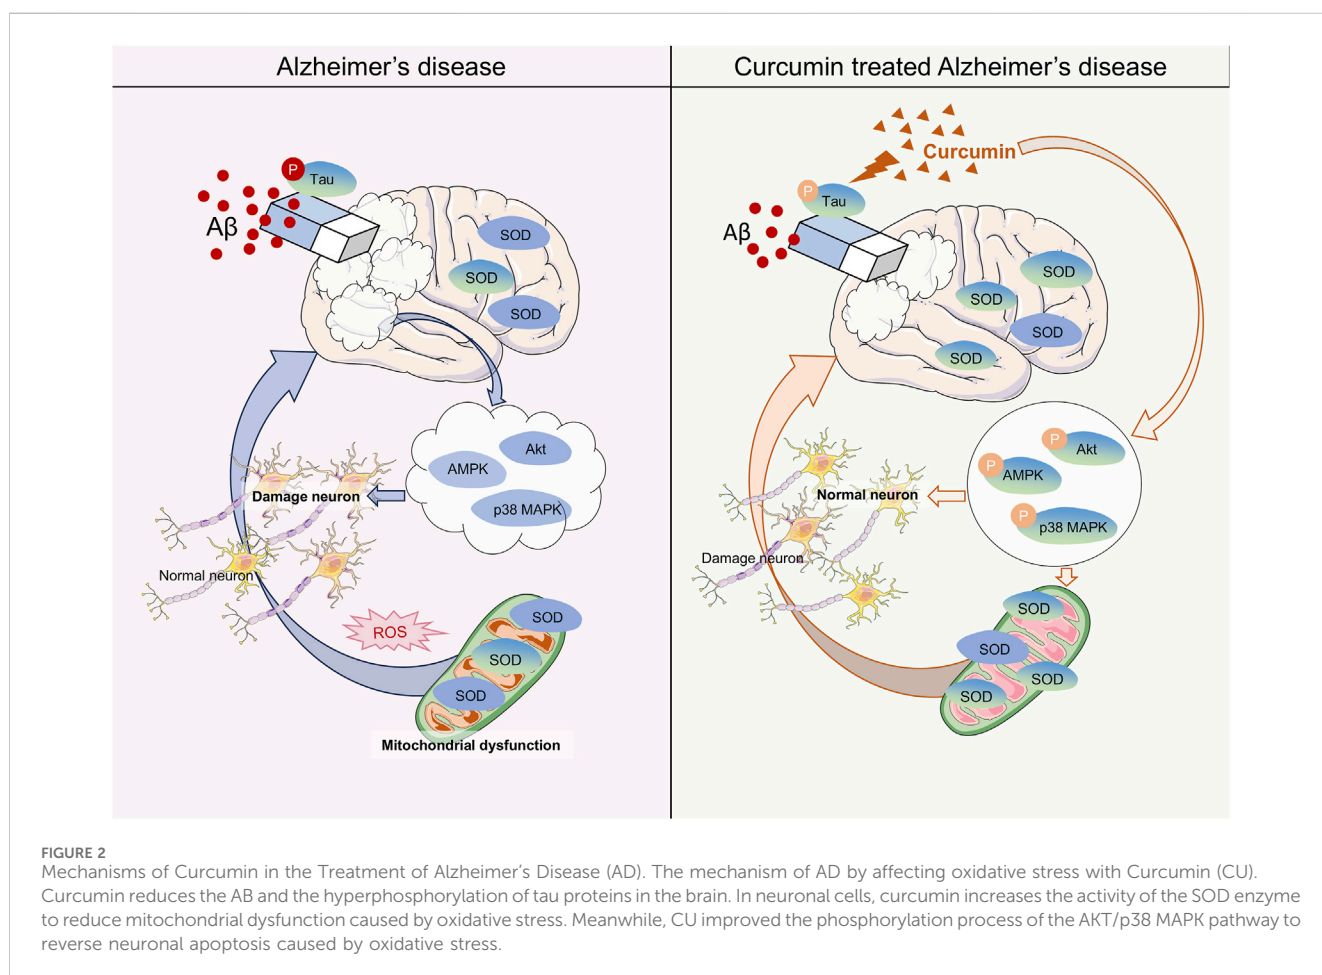 Alzheimer's disease
P
Tau
Aβ
SOD
SOD
SOD
Akt
AMPK
p38 MAPK
Damage neuron
Normal neuron
ROS
SOD
SOD
SOD
Mitochondrial dysfunction
Curcumin treated Alzheimer's disease
Curcumin
P
Tau
Aβ
SOD
SOD
SOD
SOD
P
Akt
P
AMPK
P
p38 MAPK
Normal neuron
Damage neuron
SOD
SOD
SOD
SOD
FIGURE 2
Mechanisms of Curcumin in the Treatment of Alzheimer's Disease (AD). The mechanism of AD by affecting oxidative stress with Curcumin (CU).
Curcumin reduces the AB and the hyperphosphorylation of tau proteins in the brain. In neuronal cells, curcumin increases the activity of the SOD enzyme
to reduce mitochondrial dysfunction caused by oxidative stress. Meanwhile, CU improved the phosphorylation process of the AKT/p38 MAPK pathway to
reverse neuronal apoptosis caused by oxidative stress.